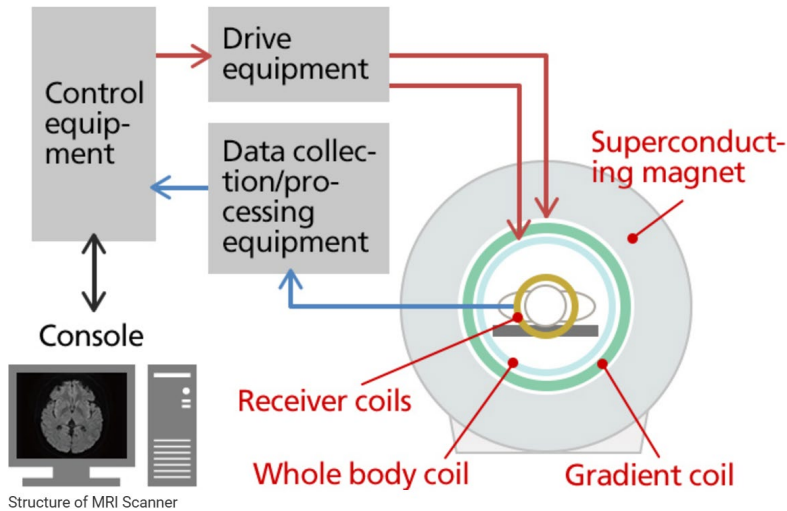 Drive
equipment
Control
equip-
ment
Data collec-
tion/pro-
cessing
equipment
Superconduct-
ing magnet
Console
Receiver coils
Whole body coil
Gradient coil
Structure of MRI Scanner